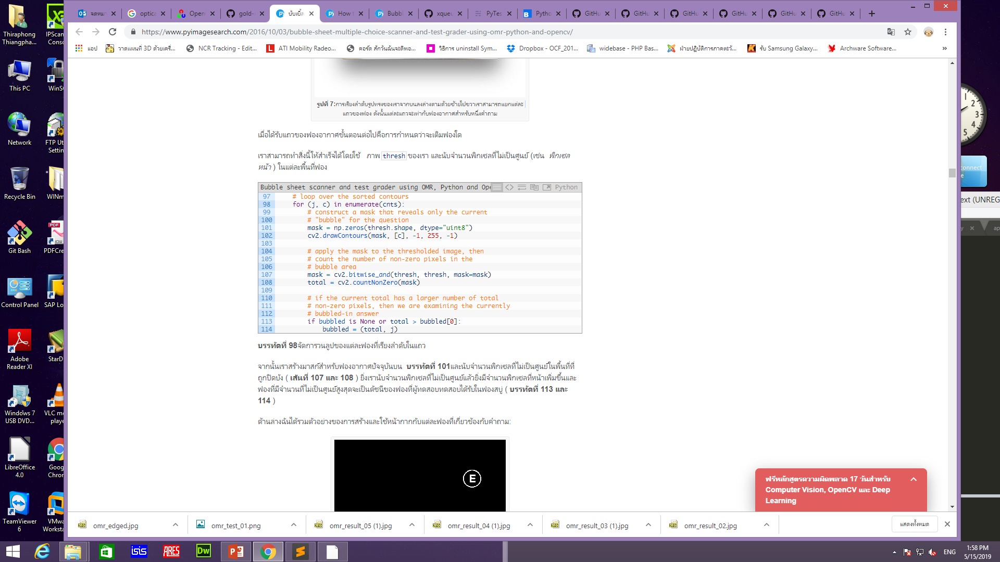 จดหมา
optica
Open
gold-
บับเบิ้ล
How
Bubbl
xqueu
PyTes
Pytho
GitHu
GitHu
GitHu
GitHu
GitHu
GitHu
https://www.pyimagesearch.com/2016/10/03/bubble-sheet-multiple-choice-scanner-and-test-grader-using-omr-python-and-opencv/
แอป
วาดแผนที่ 3D ด้วยเครื่...
NCR Tracking - Edit...
ATI Mobility Radeo...
คอร์ด สักวันฉันจะดีพอ...
วิธีการ uninstall Sym...
Dropbox - OCF_201...
widebase - PHP Bas...
ฝ่ายปฏิบัติการภาคตะวั...
รับ Samsung Galaxy...
Archware Software...
»
รูปที่ 7:การเรียงลำดับรูปทรงของเราจากบนลงล่างตามด้วยซ้ายไปขวาเราสามารถแยกแต่ละ
แถวของฟอง ดังนั้นแต่ละแถวจะเท่ากับฟองอากาศสำหรับหนึ่งคำถาม
เมื่อได้รับแถวของฟองอากาศขั้นตอนต่อไปคือการกำหนดว่าจะเติมฟองใด
เราสามารถทำสิ่งนี้ให้สำเร็จได้โดยใช้ ภาพ thresh ของเรา และนับจำนวนพิกเซลที่ไม่เป็นศูนย์ (เช่น พิกเซล
หน้า ) ในแต่ละพื้นที่ฟอง
Bubble sheet scanner and test grader using OMR, Python and Ope
Python
97 # loop over the sorted contours
98 for (j, c) in enumerate(cnts):
99 # construct a mask that reveals only the current
100 # "bubble" for the question
101 mask = np.zeros(thresh.shape, dtype="uint8")
102 cv2.drawContours(mask, [c], -1, 255, -1)
103
104 # apply the mask to the thresholded image, then
105 # count the number of non-zero pixels in the
106 # bubble area
107 mask = cv2.bitwise_and(thresh, thresh, mask=mask)
108 total = cv2.countNonZero(mask)
109
110 # if the current total has a larger number of total
111 # non-zero pixels, then we are examining the currently
112 # bubbled-in answer
113 if bubbled is None or total > bubbled[0]:
114 bubbled = (total, j)
บรรทัดที่ 98จัดการวนลูปของแต่ละฟองที่เรียงลำดับในแถว
จากนั้นเราสร้างมาสก์สำหรับฟองอากาศปัจจุบันบน บรรทัดที่ 101และนับจำนวนพิกเซลที่ไม่เป็นศูนย์ในพื้นที่ที่
ถูกปิดบัง ( เส้นที่ 107 และ 108 ) ยิ่งเรานับจำนวนพิกเซลที่ไม่เป็นศูนย์แล้วยิ่งมีจำนวนพิกเซลที่หน้าเพิ่มขึ้นและ
ฟองที่มีจำนวนที่ไม่เป็นศูนย์สูงสุดจะเป็นดัชนีของฟองที่ผู้ทดสอบทดสอบได้รับในฟองสบู่ ( บรรทัดที่ 113 และ
114 )
ด้านล่างฉันได้รวมตัวอย่างของการสร้างและใช้หน้ากากกับแต่ละฟองที่เกี่ยวข้องกับคำถาม:
E
ฟรีหลักสูตรความผิดพลาด 17 วันสำหรับ
Computer Vision, OpenCV และ Deep
Learning
omr_edged.jpg
omr_test_01.png
omr_result_05 (1).jpg
omr_result_04 (1).jpg
omr_result_03 (1).jpg
omr_result_02.jpg
แสดงทั้งหมด
Thiraphong
Thiangpha...
IPScan
Conso
This PC
WinSC
Network
FTP Ut
Settin
Recycle Bin
WINm
Git Bash
PDFCre
Control Panel
SAP Lo
Adobe
Reader XI
StarD
Windows 7
USB DVD...
VLC me
playe
LibreOffice
4.0
Goog
Chron
TeamViewer
6
VMwa
Worksta
1
2
3
4
5
connect
e
ext (UNREG
y
ap
isis
ARES
Dw
ENG
1:58 PM
5/15/2019